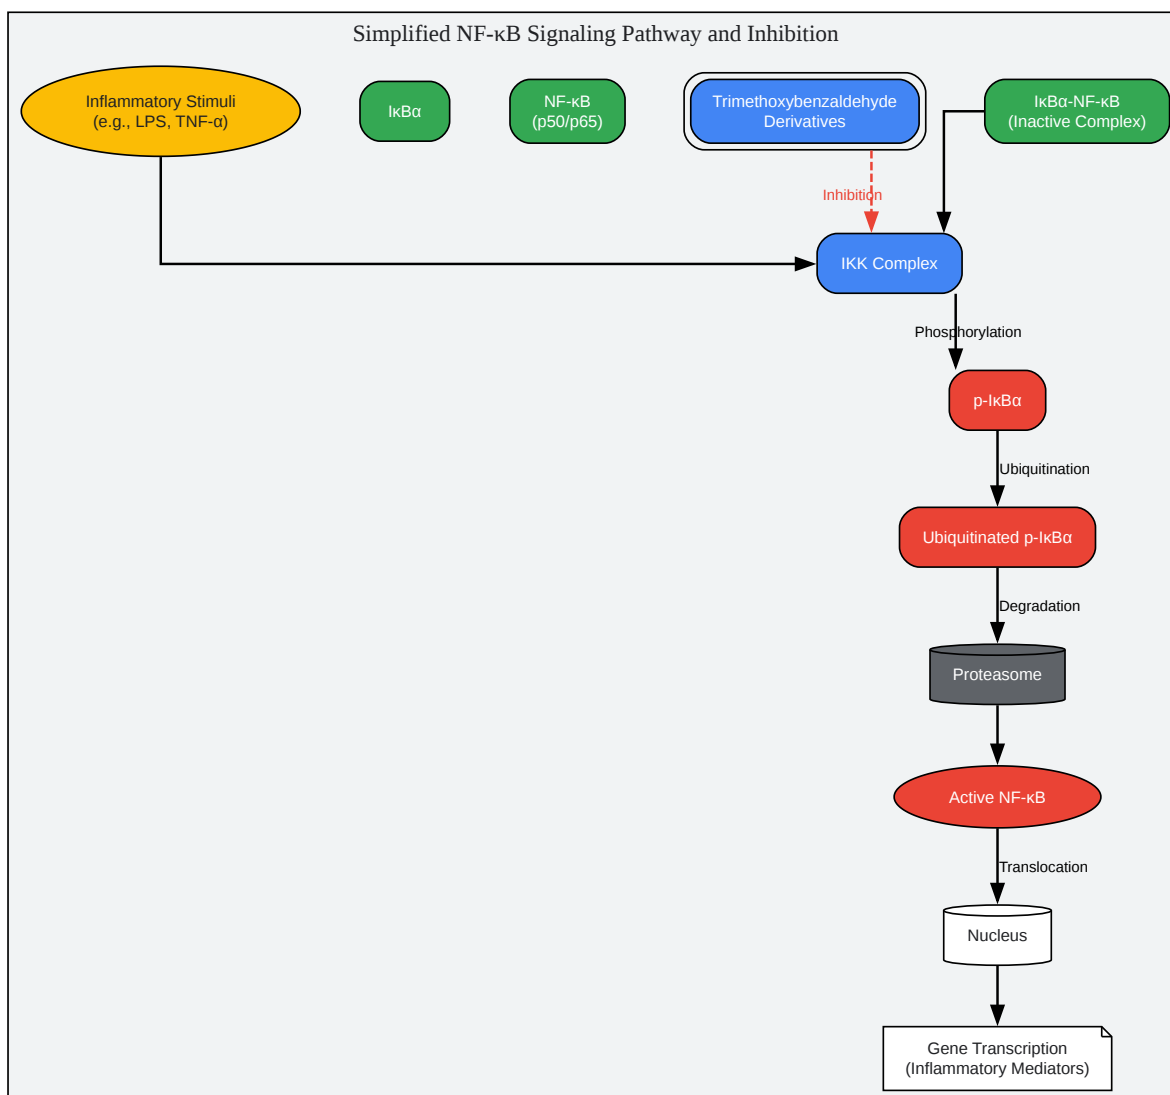 Simplified NF-κB Signaling Pathway and Inhibition
Inflammatory Stimuli
(e.g., LPS, TNF-α)
IκBα
NF-κB
(p50/p65)
Trimethoxybenzaldehyde
Derivatives
IκBα-NF-κB
(Inactive Complex)
Inhibition
IKK Complex
Phosphorylation
p-IκBα
Ubiquitination
Ubiquitinated p-IκBα
Degradation
Proteasome
Active NF-κB
Translocation
Nucleus
Gene Transcription
(Inflammatory Mediators)